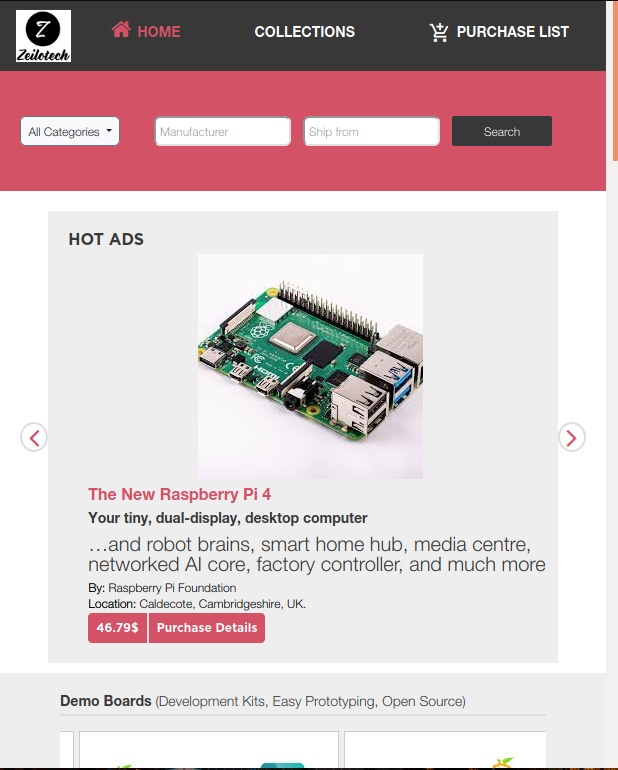 Z
Zeilotech
HOME
COLLECTIONS
PURCHASE LIST
All Categories
Manufacturer
Ship from
Search
HOT ADS
FC CE
HDMI
The New Raspberry Pi 4
Your tiny, dual-display, desktop computer
…and robot brains, smart home hub, media centre,
networked AI core, factory controller, and much more
By: Raspberry Pi Foundation
Location: Caldecote, Cambridgeshire, UK.
46.79$ Purchase Details
Demo Boards (Development Kits, Easy Prototyping, Open Source)